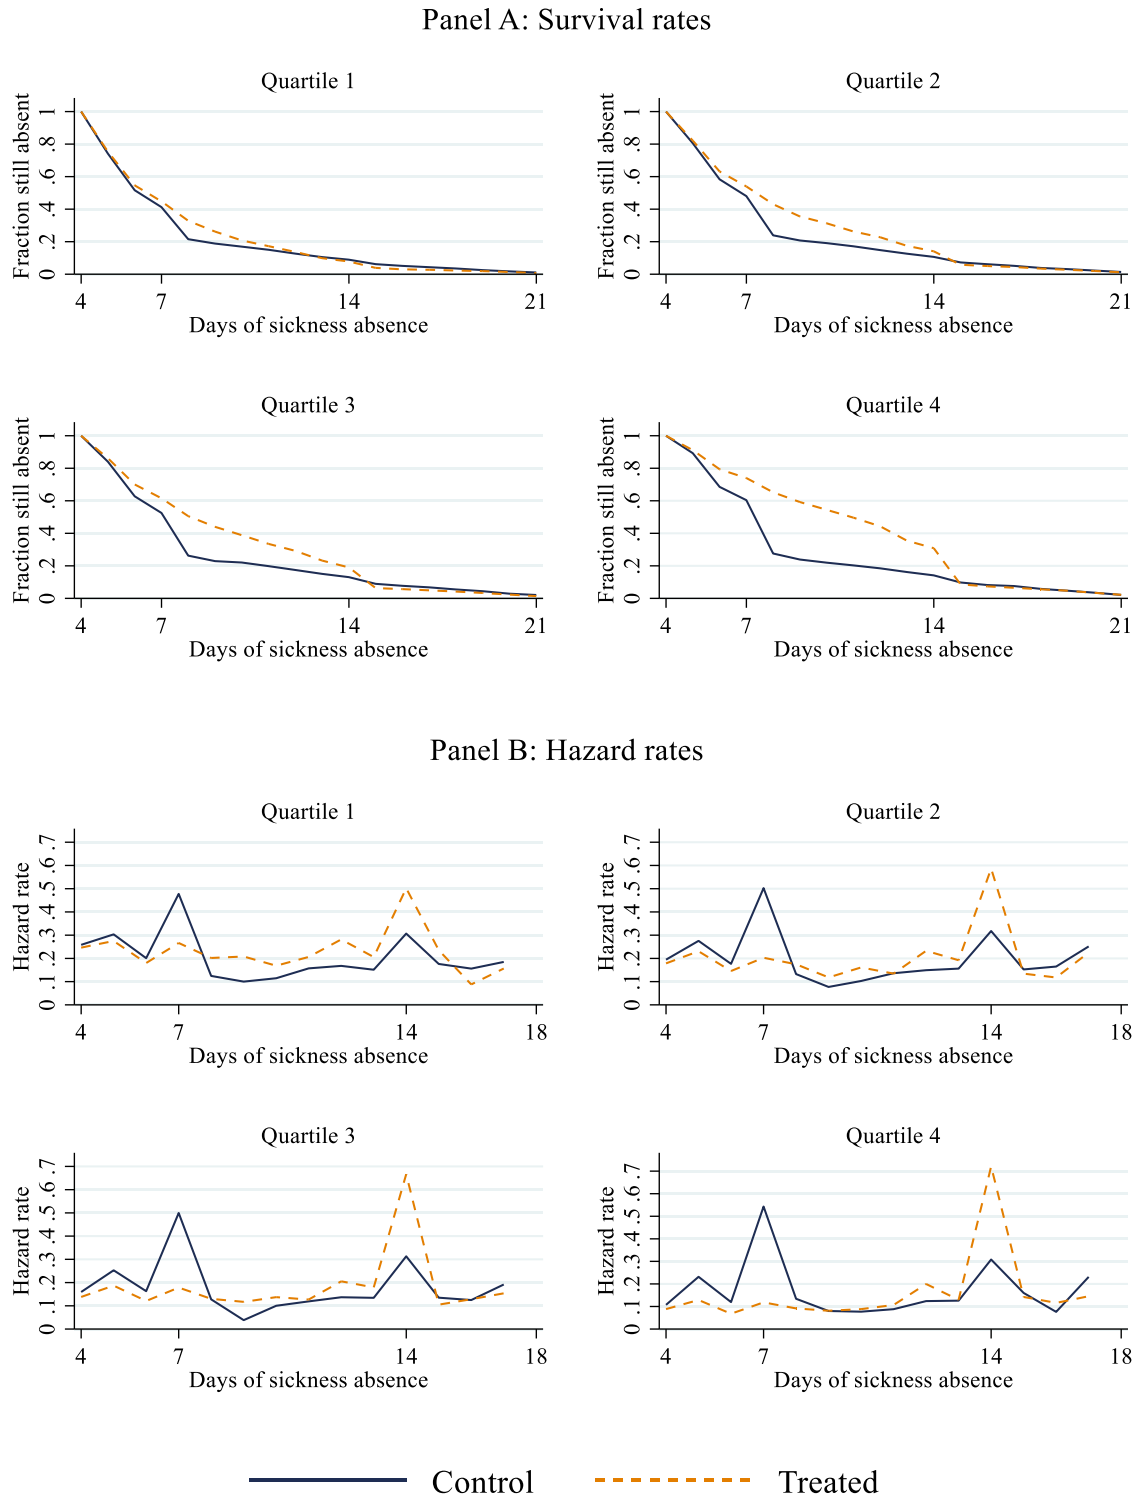 Panel A: Survival rates
Quartile 1
Fraction still absent
0 .2 .4 .6 .8 1
4 7 14 21
Days of sickness absence
Quartile 2
Fraction still absent
0 .2 .4 .6 .8 1
4 7 14 21
Days of sickness absence
Quartile 3
Fraction still absent
0 .2 .4 .6 .8 1
4 7 14 21
Days of sickness absence
Quartile 4
Fraction still absent
0 .2 .4 .6 .8 1
4 7 14 21
Days of sickness absence
Panel B: Hazard rates
Quartile 1
Hazard rate
0 .1 .2 .3 .4 .5 .6 .7
4 7 14 18
Days of sickness absence
Quartile 2
Hazard rate
0 .1 .2 .3 .4 .5 .6 .7
4 7 14 18
Days of sickness absence
Quartile 3
Hazard rate
0 .1 .2 .3 .4 .5 .6 .7
4 7 14 18
Days of sickness absence
Quartile 4
Hazard rate
0 .1 .2 .3 .4 .5 .6 .7
4 7 14 18
Days of sickness absence
Control Treated